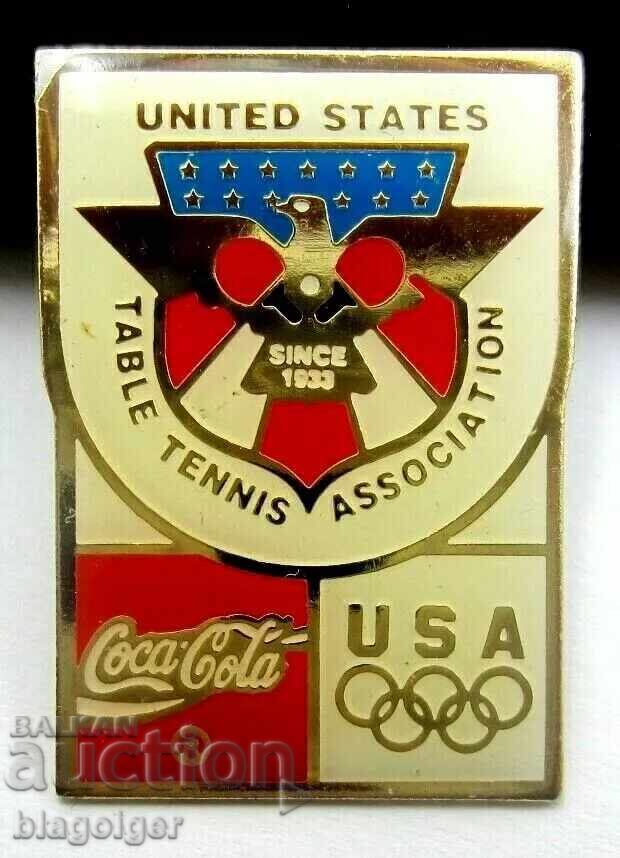 UNITED STATES
TABLE TENNIS ASSOCIATION
SINCE
1933
Coca-Cola
USA
BALKAN
auction
blagolger